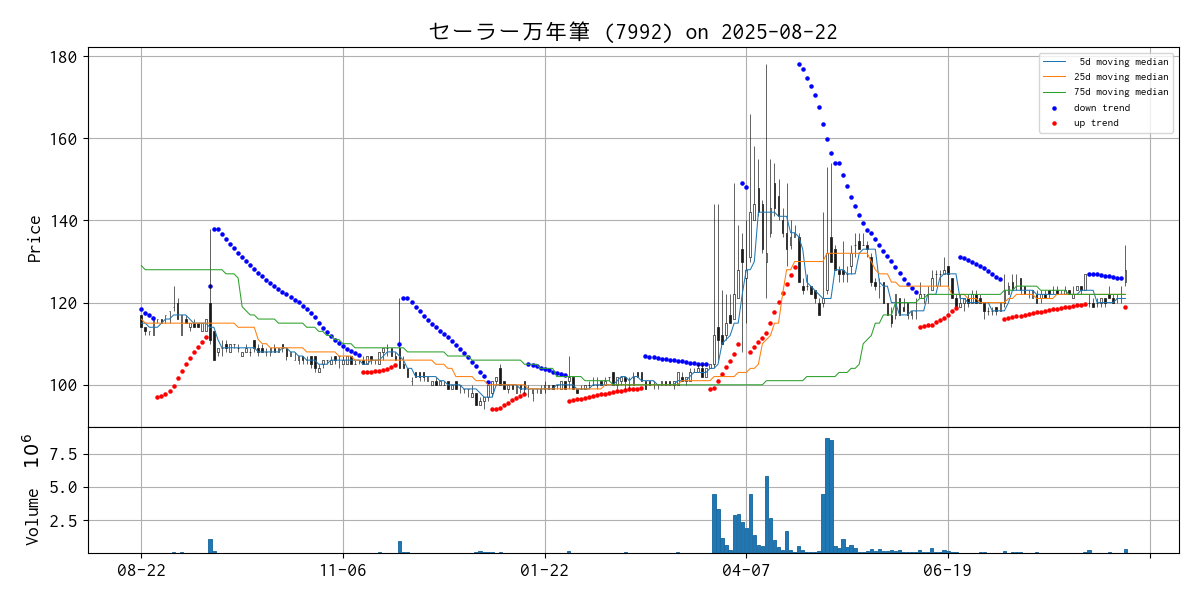 セーラー万年筆 (7992) on 2025-08-22
180
160
140
120
100
Price
5d moving median
25d moving median
75d moving median
down trend
up trend
7.5
5.0
2.5
Volume 10⁶
08-22
11-06
01-22
04-07
06-19